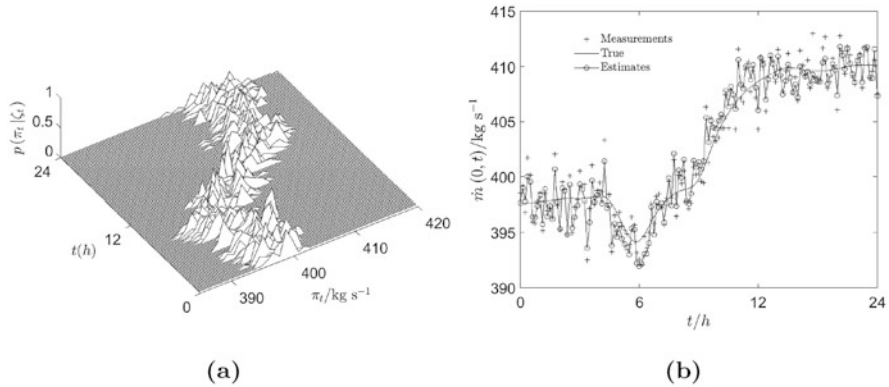 1
0.5
0
p (π_t|ζ_t)
24
12
0
t(h)
390
400
410
420
π_t/kg s⁻¹
(a)
415
410
405
400
395
390
ṁ (0, t)/kg s⁻¹
Measurements
True
Estimates
0 6 12 12 24
t/h
(b)